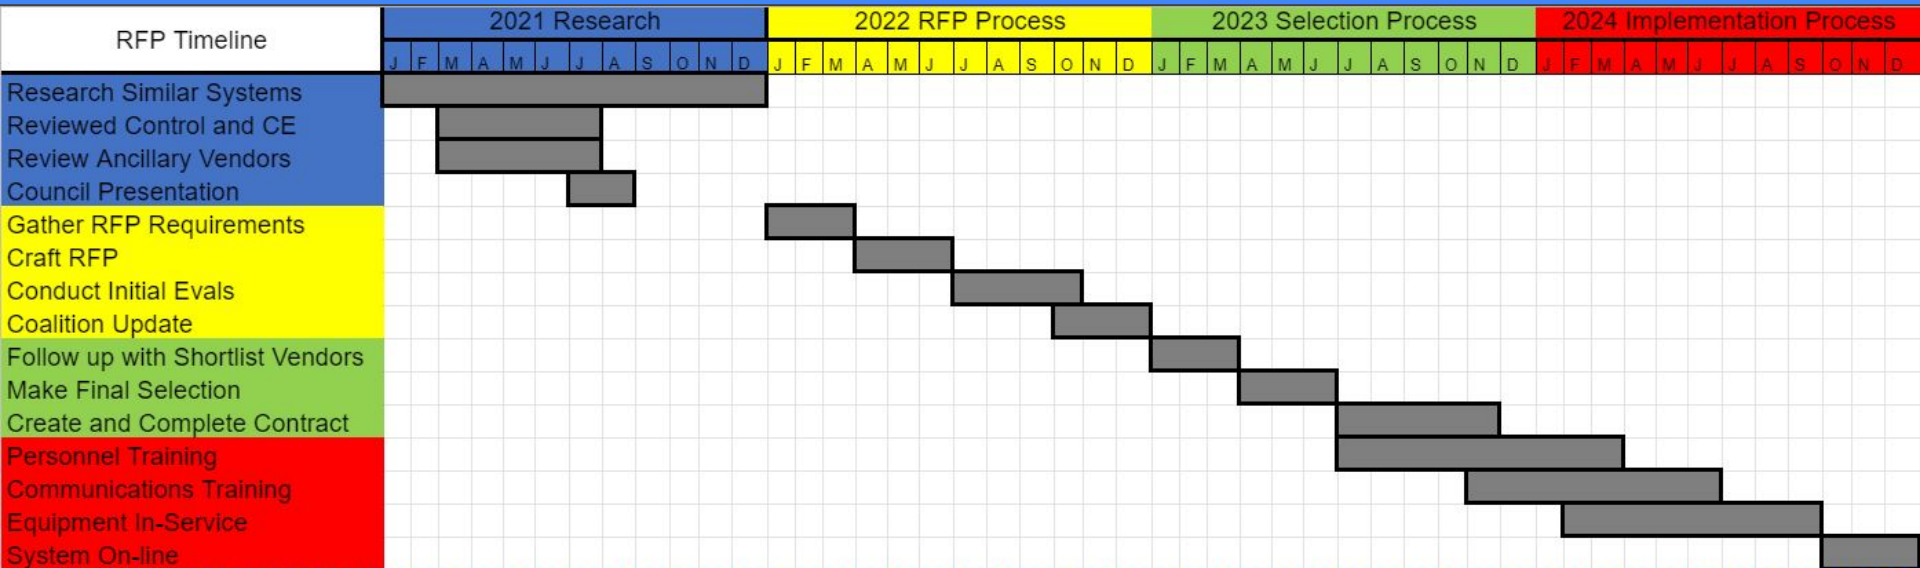 RFP Timeline
2021 Research 2022 RFP Process 2023 Selection Process 2024 Implementation Process
J F M A M J J A S O N D J F M A M J J A S O N D J F M A M J J A S O N D J F M A M J J A S O N D
Research Similar Systems
Reviewed Control and CE
Review Ancillary Vendors
Council Presentation
Gather RFP Requirements
Craft RFP
Conduct Initial Evals
Coalition Update
Follow up with Shortlist Vendors
Make Final Selection
Create and Complete Contract
Personnel Training
Communications Training
Equipment In-Service
System On-line